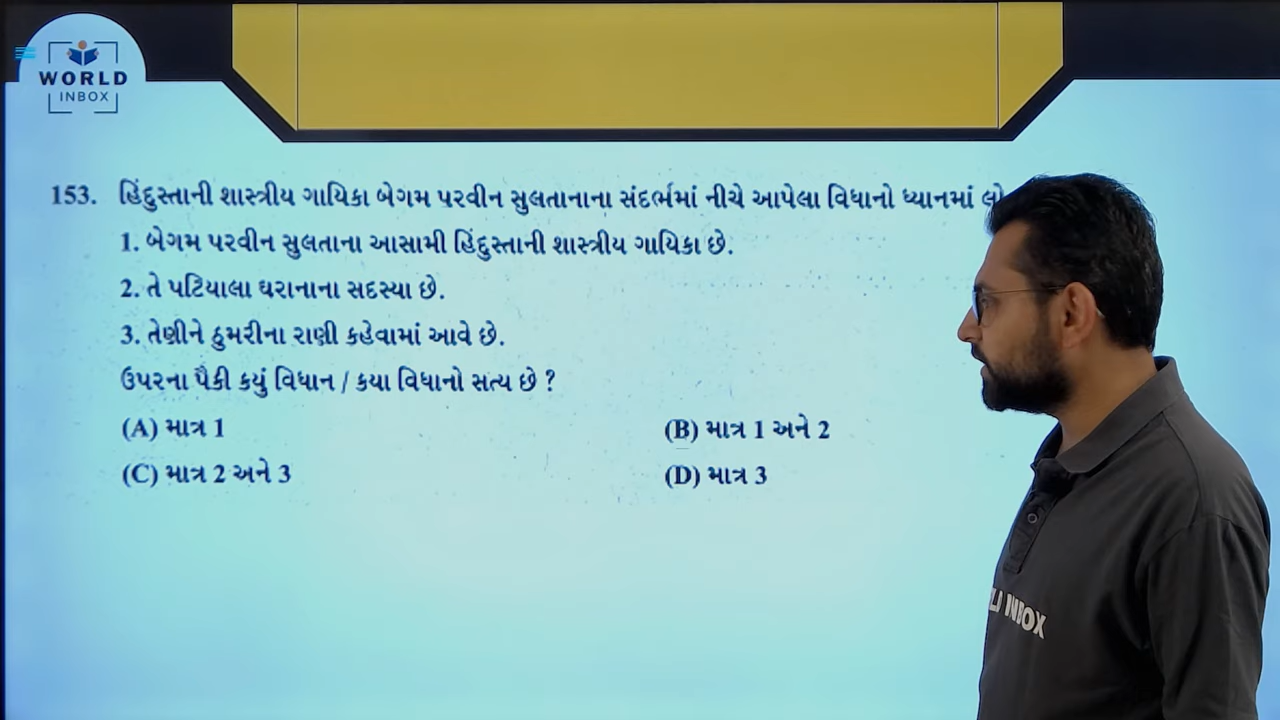 WORLD
INBOX
153. હિંદુસ્તાની શાસ્ત્રીય ગાયિકા બેગમ પરવીન સુલતાનાના સંદર્ભમાં નીચે આપેલા વિધાનો ધ્યાનમાં
1. બેગમ પરવીન સુલતાના આસામી હિંદુસ્તાની શાસ્ત્રીય ગાયિકા છે.
2. તે પટિયાલા ઘરાનાના સદસ્યા છે.
3. તેણીને ઠુમરીના રાણી કહેવામાં આવે છે.
ઉપરના પૈકી કયું વિધાન / કયા વિધાનો સત્ય છે ?
(A) માત્ર 1
(B) માત્ર 1 અને 2
(C) માત્ર 2 અને 3
(D) માત્ર 3
INBOX